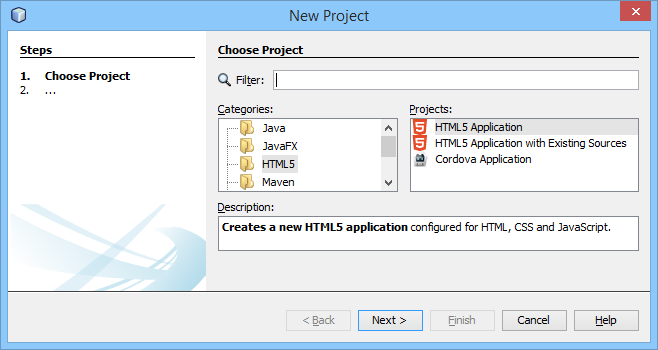 New Project
Steps
1. Choose Project
2. ...
Choose Project
Filter:
Categories:
Java
JavaFX
HTML5
Maven
Projects:
HTML5 Application
HTML5 Application with Existing Sources
Cordova Application
Description:
Creates a new HTML5 application configured for HTML, CSS and JavaScript.
< Back
Next >
Finish
Cancel
Help